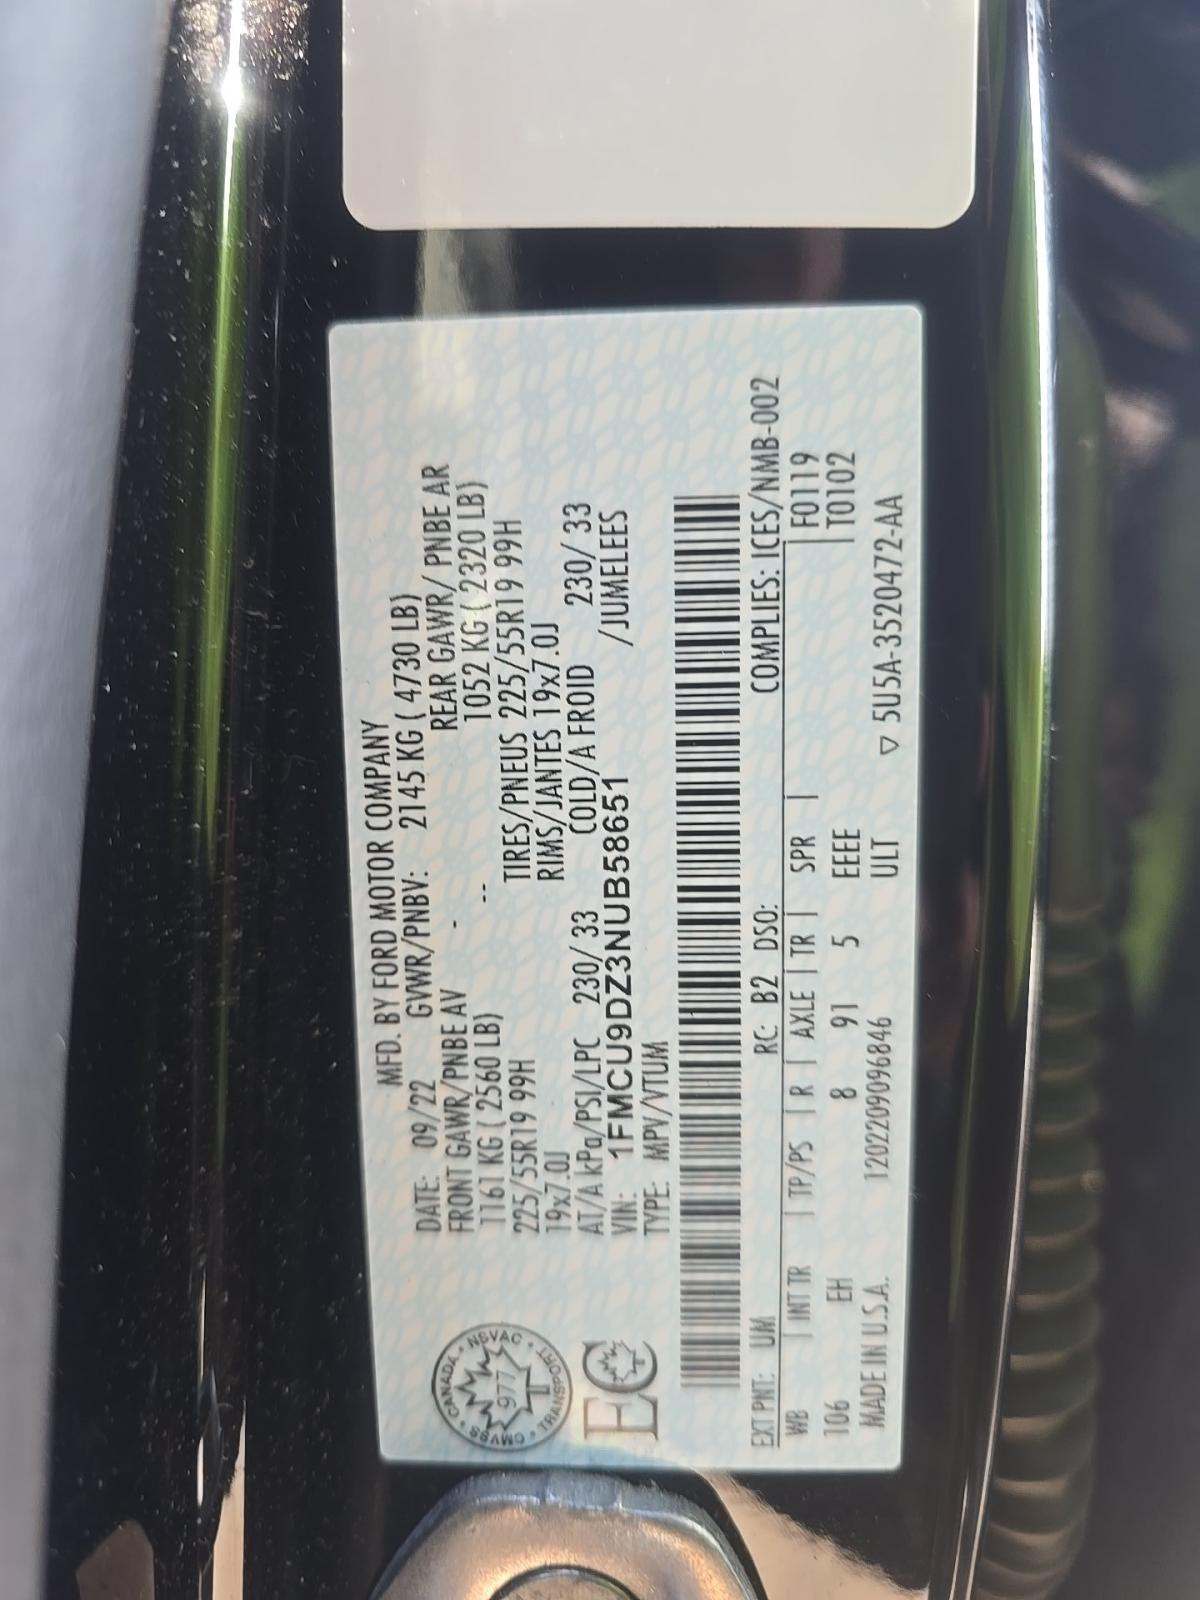 MFD. BY FORD MOTOR COMPANY
DATE: 09/22 GVWR/PNBV: 2145 KG ( 4730 LB)
FRONT GAWR/PNBE AV - REAR GAWR/ PNBE AR
1161 KG ( 2560 LB) -- 1052 KG ( 2320 LB)
225/55R19 99H TIRES/PNEUS 225/55R19 99H
19x7.0J RIMS/JANTES 19x7.0J
AT/A kPa/PSI/LPC 230/ 33 COLD/A FROID 230/ 33
VIN: 1FMCU9DZ3NUB58651 /JUMELEES
TYPE: MPV/VTUM
CANADA • NSVAC • TRANSPORT • CMVSS •
977
EC
EXT PNT: UM RC: B2 DSO: COMPLIES: ICES/NMB-002
WB | INT TR | TP/PS | R | AXLE | TR | SPR | | F0119
106 EH 8 91 5 EEEE T0102
MADE IN U.S.A. 1202209096846 ULT ▽ 5U5A-3520472-AA